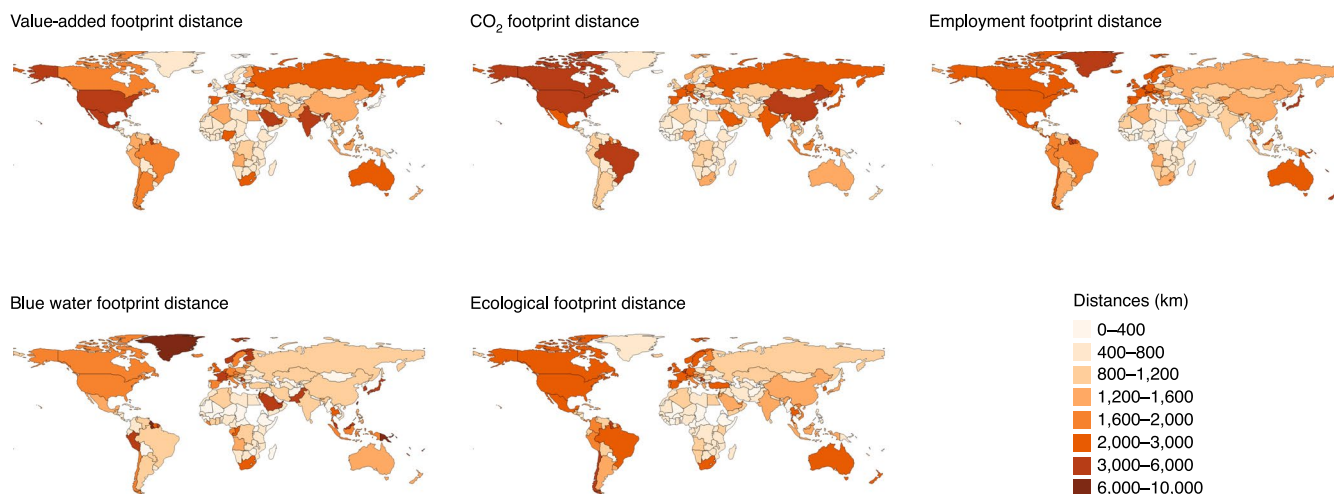 Value-added footprint distance
CO₂ footprint distance
Employment footprint distance
Blue water footprint distance
Ecological footprint distance
Distances (km)
0–400
400–800
800–1,200
1,200–1,600
1,600–2,000
2,000–3,000
3,000–6,000
6,000–10,000